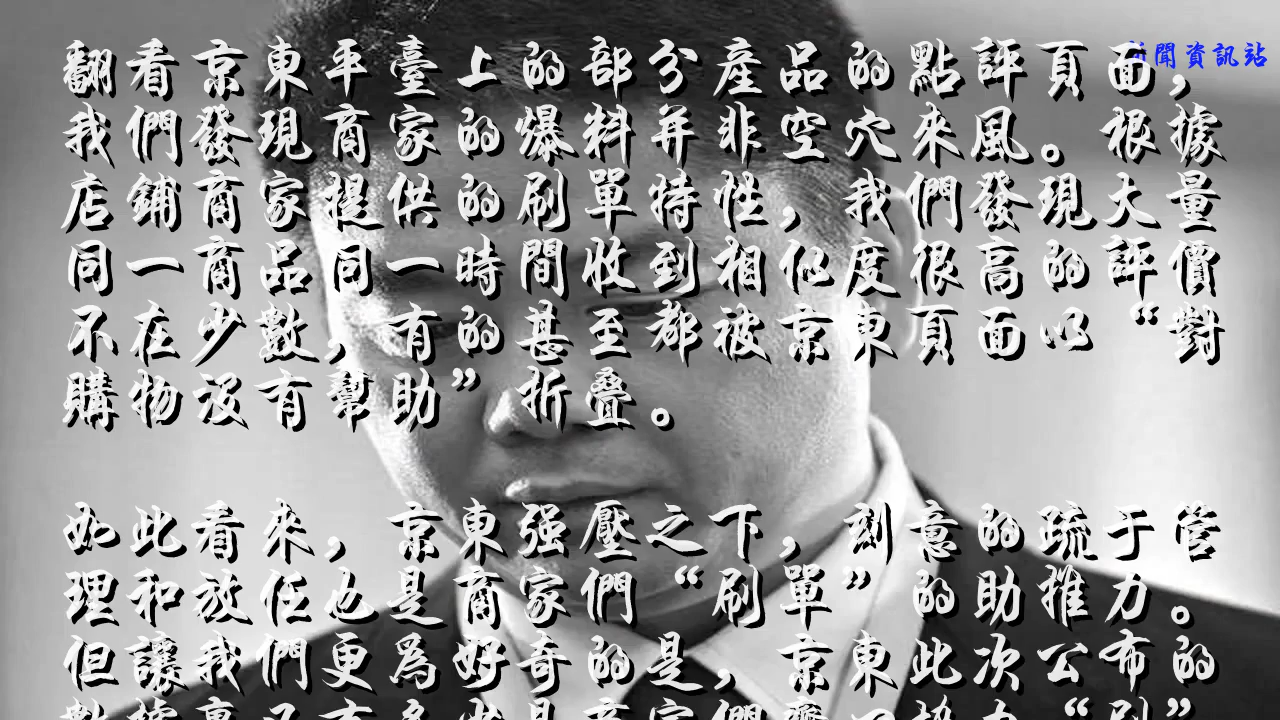 新聞資訊站
翻看京東平臺上的部分產品的點評頁面，
我們發現商家的爆料并非空穴來風。根據
店鋪商家提供的刷單特性，我們發現大量
同一商品同一時間收到相似度很高的評價
不在少數，有的甚至都被京東頁面以“對
購物沒有幫助”折疊。
如此看來，京東强壓之下，刻意的疏于管
理和放任也是商家們“刷單”的助推力。
但讓我們更爲好奇的是，京東此次公布的